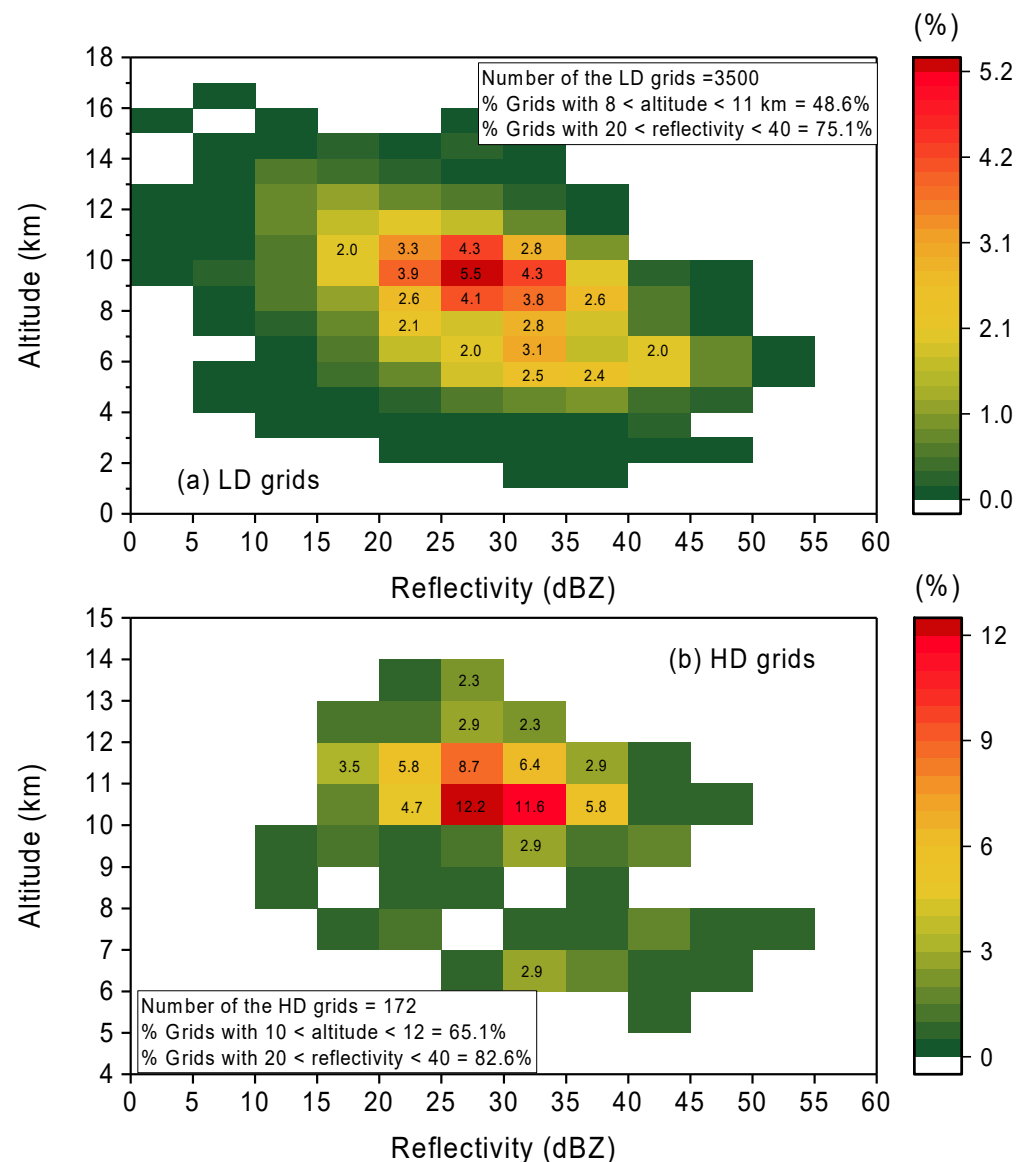 (%)
Number of the LD grids =3500
% Grids with 8 < altitude < 11 km = 48.6%
% Grids with 20 < reflectivity < 40 = 75.1%
18
16
14
12
10
8
6
4
2
0
Altitude (km)
2.0 3.3 4.3 2.8
3.9 5.5 4.3
2.6 4.1 3.8 2.6
2.1 2.8
2.0 3.1 2.0
2.5 2.4
(a) LD grids
0 5 10 15 20 25 30 35 40 45 50 55 60
Reflectivity (dBZ)
5.2
4.2
3.1
2.1
1.0
0.0
(%)
(b) HD grids
15
14
13
12
11
10
9
8
7
6
5
4
Altitude (km)
2.3
2.9 2.3
3.5 5.8 8.7 6.4 2.9
4.7 12.2 11.6 5.8
2.9
2.9
Number of the HD grids = 172
% Grids with 10 < altitude < 12 = 65.1%
% Grids with 20 < reflectivity < 40 = 82.6%
0 5 10 15 20 25 30 35 40 45 50 55 60
Reflectivity (dBZ)
12
9
6
3
0